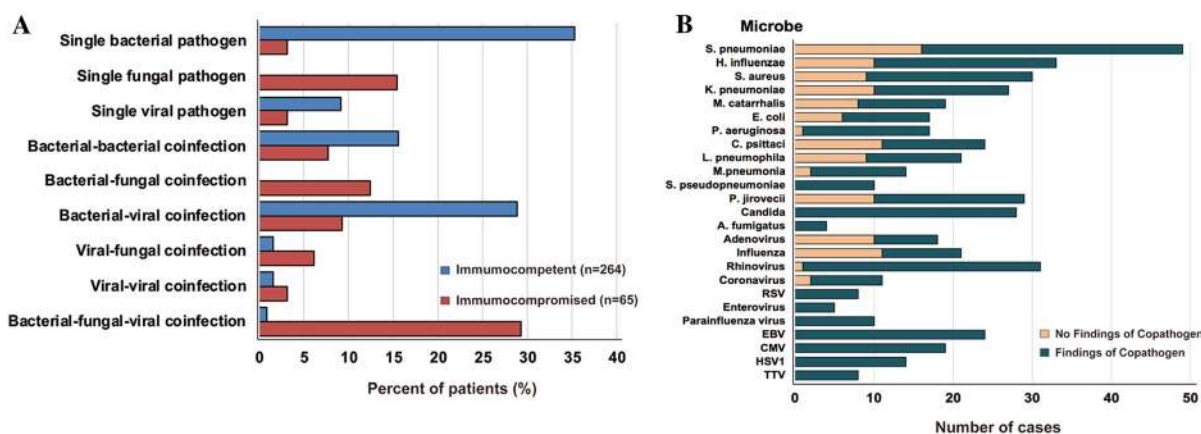 A
Single bacterial pathogen
Single fungal pathogen
Single viral pathogen
Bacterial-bacterial coinfection
Bacterial-fungal coinfection
Bacterial-viral coinfection
Viral-fungal coinfection
Viral-viral coinfection
Bacterial-fungal-viral coinfection
Immumocompetent (n=264)
Immumocompromised (n=65)
0 5 10 15 20 25 30 35 40
Percent of patients (%)
B
Microbe
S. pneumoniae
H. influenzae
S. aureus
K. pneumoniae
M. catarrhalis
E. coli
P. aeruginosa
C. psittaci
L. pneumophila
M.pneumonia
S. pseudopneumoniae
P. jirovecii
Candida
A. fumigatus
Adenovirus
Influenza
Rhinovirus
Coronavirus
RSV
Enterovirus
Parainfluenza virus
EBV
CMV
HSV1
TTV
No Findings of Copathogen
Findings of Copathogen
0 10 20 30 40 50
Number of cases